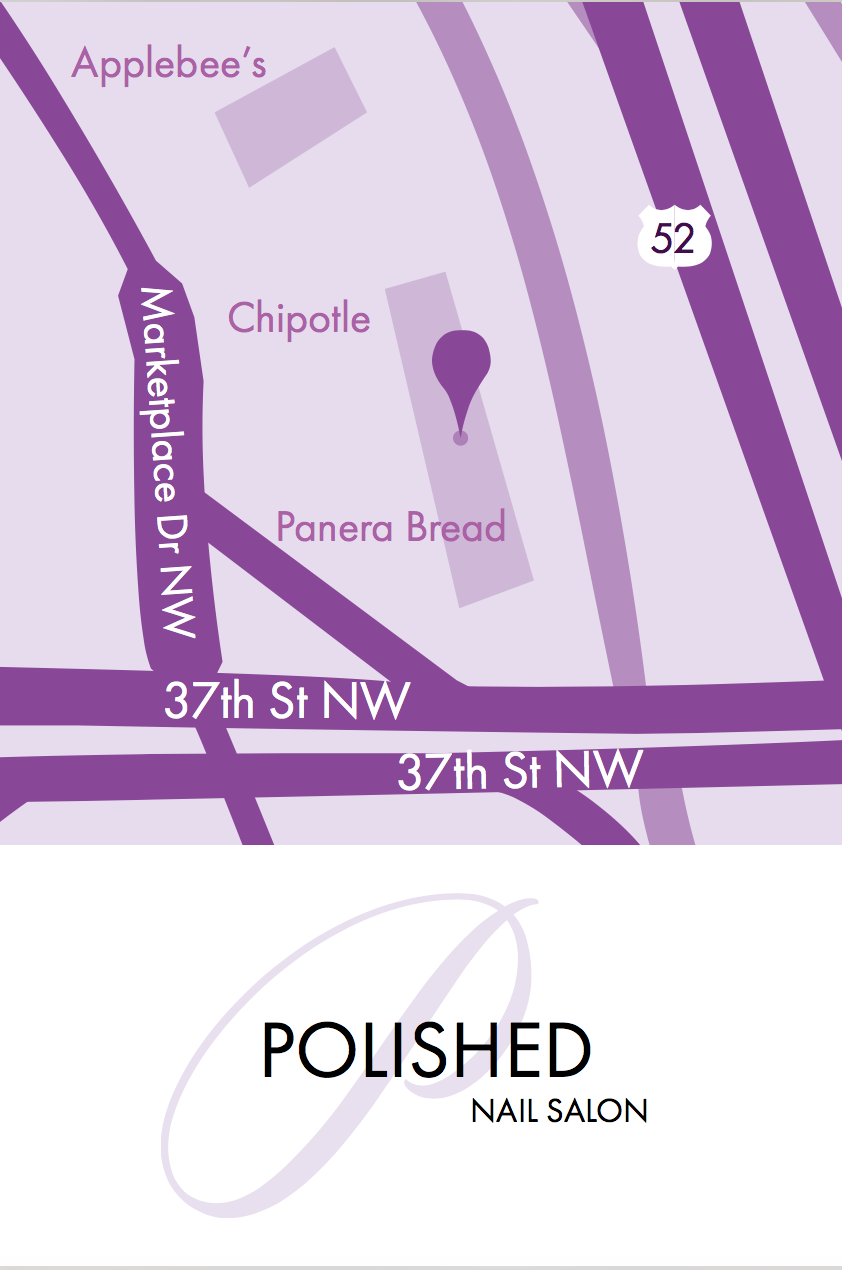 Applebee’s
52
Chipotle
Marketplace Dr NW
Panera Bread
37th St NW
37th St NW
POLISHED
NAIL SALON